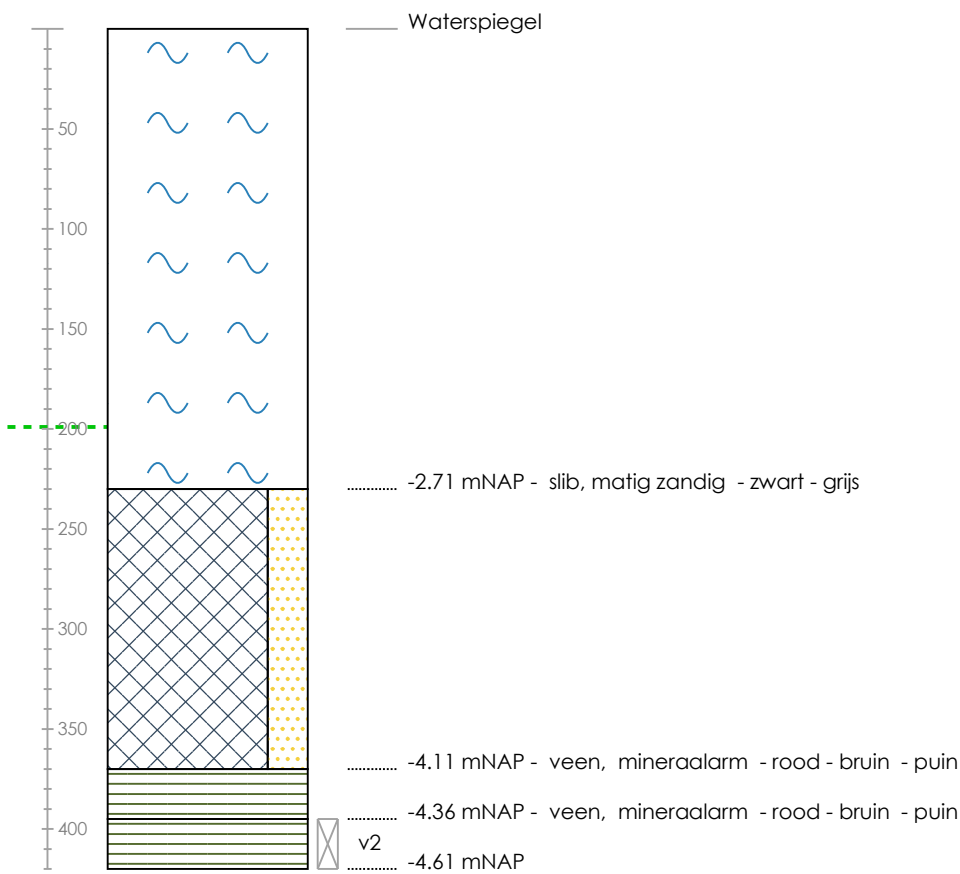 Waterspiegel
50
100
150
200
-2.71 mNAP - slib, matig zandig - zwart - grijs
250
300
350
-4.11 mNAP - veen, mineraalarm - rood - bruin - puin
-4.36 mNAP - veen, mineraalarm - rood - bruin - puin
400
v2
-4.61 mNAP